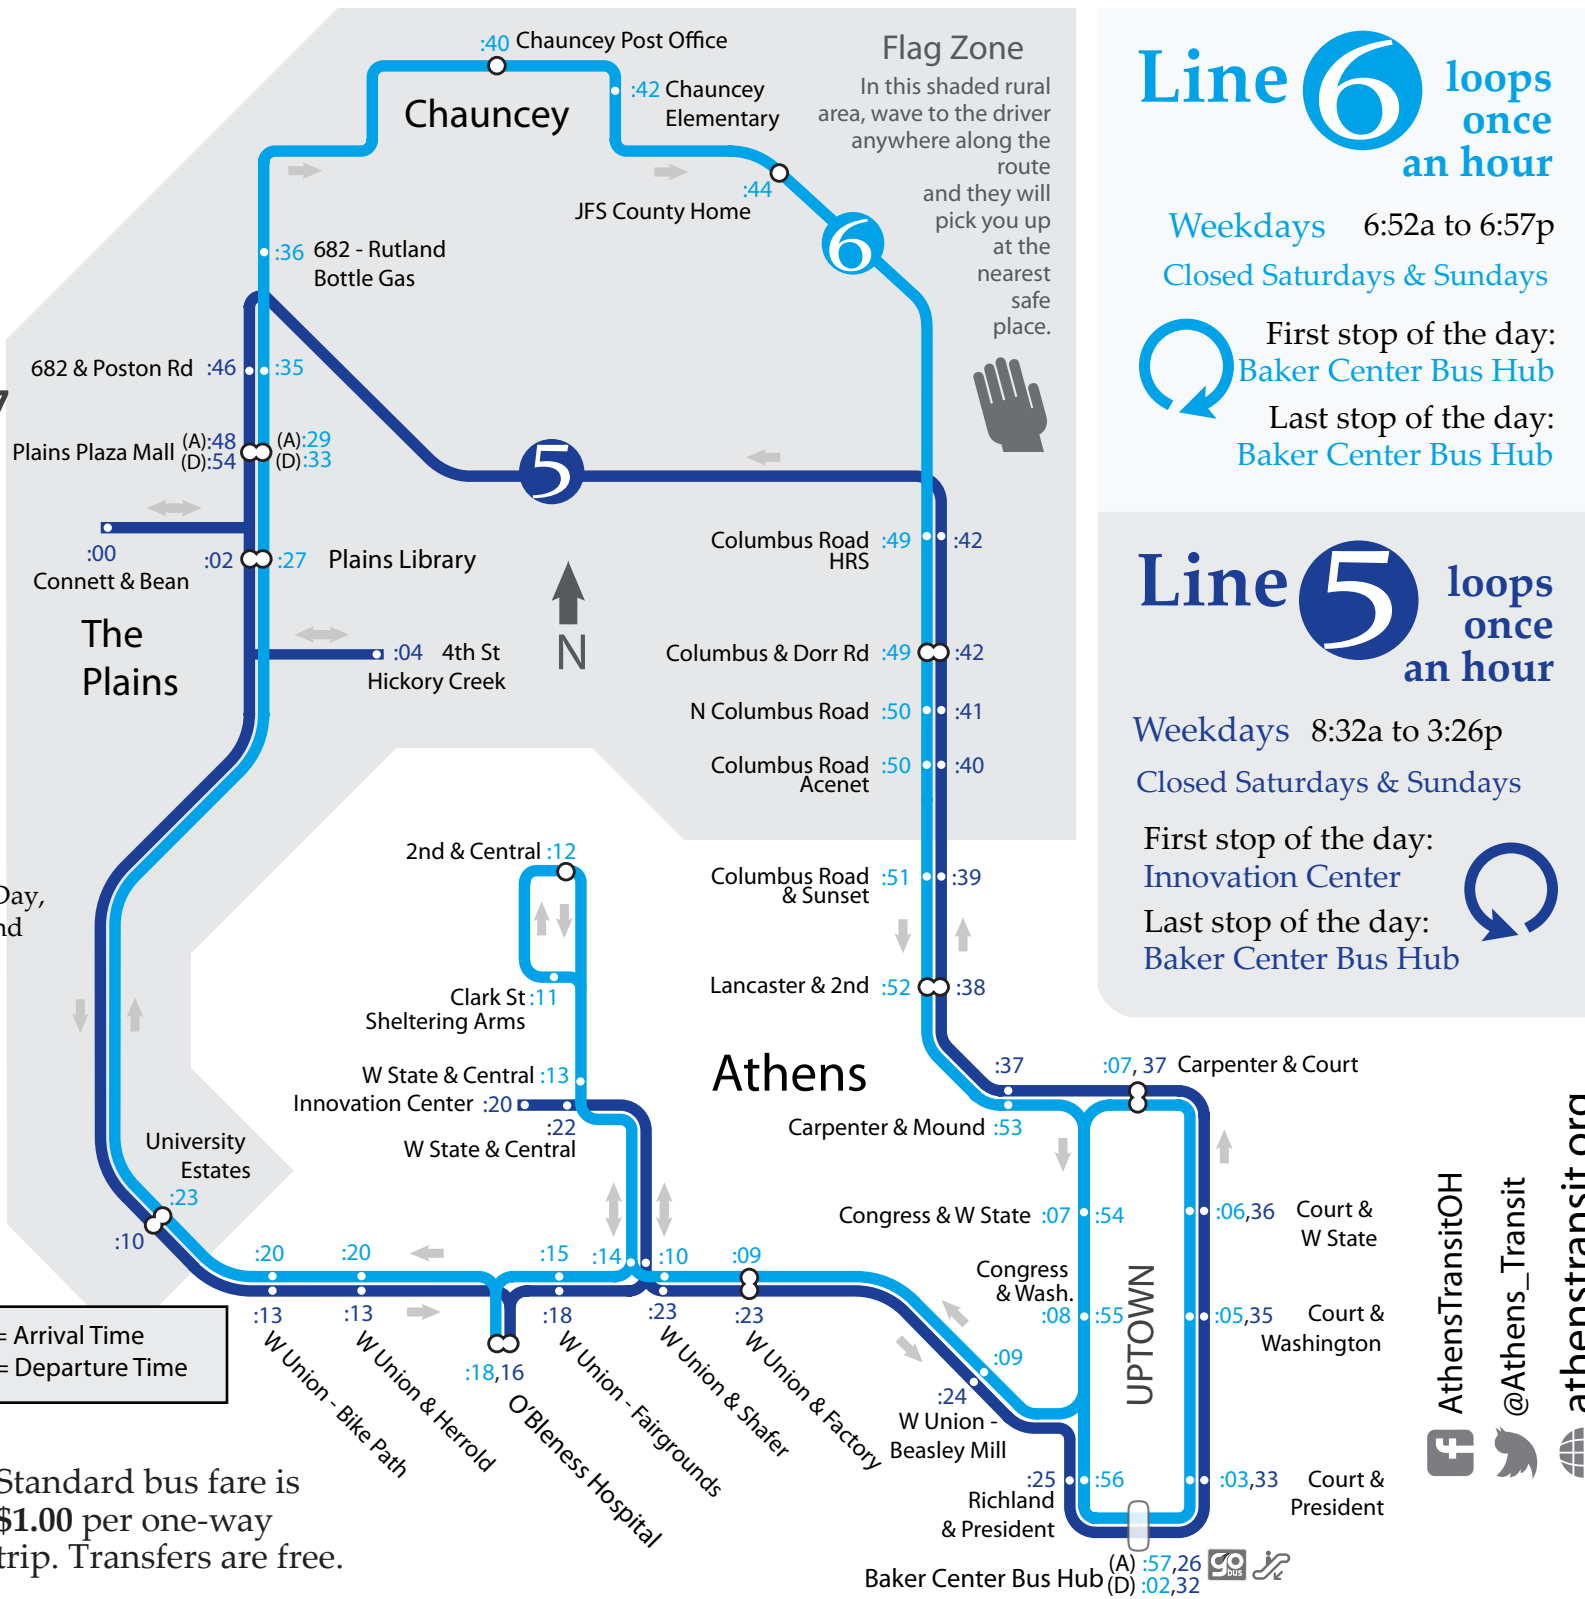 :40 Chauncey Post Office
Chauncey
:42 Chauncey
Elementary
:44
JFS County Home
6
Flag Zone
In this shaded rural
area, wave to the driver
anywhere along the
route
and they will
pick you up
at the
nearest
safe
place.
:36 682 - Rutland
Bottle Gas
682 & Poston Rd :46 :35
7
Plains Plaza Mall (A):48 (A):29
(D):54 (D):33
5
:00
Connett & Bean
:02 :27 Plains Library
The
Plains
:04 4th St
Hickory Creek
N
Columbus Road :49 :42
HRS
Columbus & Dorr Rd :49 :42
N Columbus Road :50 :41
Columbus Road :50 :40
Acenet
Columbus Road :51 :39
& Sunset
Lancaster & 2nd :52 :38
Day,
nd
2nd & Central :12
Clark St :11
Sheltering Arms
W State & Central :13
Innovation Center :20
:22
W State & Central
Athens
:37
Carpenter & Mound :53
:07, 37 Carpenter & Court
University
Estates
:23
:10
:20 :20 :15 :14 :10 :09
:13 :13 :18 :23 :23
:18,16
W Union - Bike Path
W Union & Herrold
O'Bleness Hospital
W Union - Fairgrounds
W Union & Shafer
W Union & Factory
:09
:24
W Union -
Beasley Mill
Congress & W State :07 :54
Congress
& Wash.
:08 :55
UPTOWN
:06,36 Court &
W State
:05,35 Court &
Washington
:25 :56
Richland
& President
:03,33 Court &
President
Baker Center Bus Hub (A) :57,26
(D) :02,32
go
bus
= Arrival Time
= Departure Time
Standard bus fare is
$1.00 per one-way
trip. Transfers are free.
Line 6 loops
once
an hour
Weekdays 6:52a to 6:57p
Closed Saturdays & Sundays
First stop of the day:
Baker Center Bus Hub
Last stop of the day:
Baker Center Bus Hub
Line 5 loops
once
an hour
Weekdays 8:32a to 3:26p
Closed Saturdays & Sundays
First stop of the day:
Innovation Center
Last stop of the day:
Baker Center Bus Hub
AthensTransitOH
@Athens_Transit
athenstransit.org